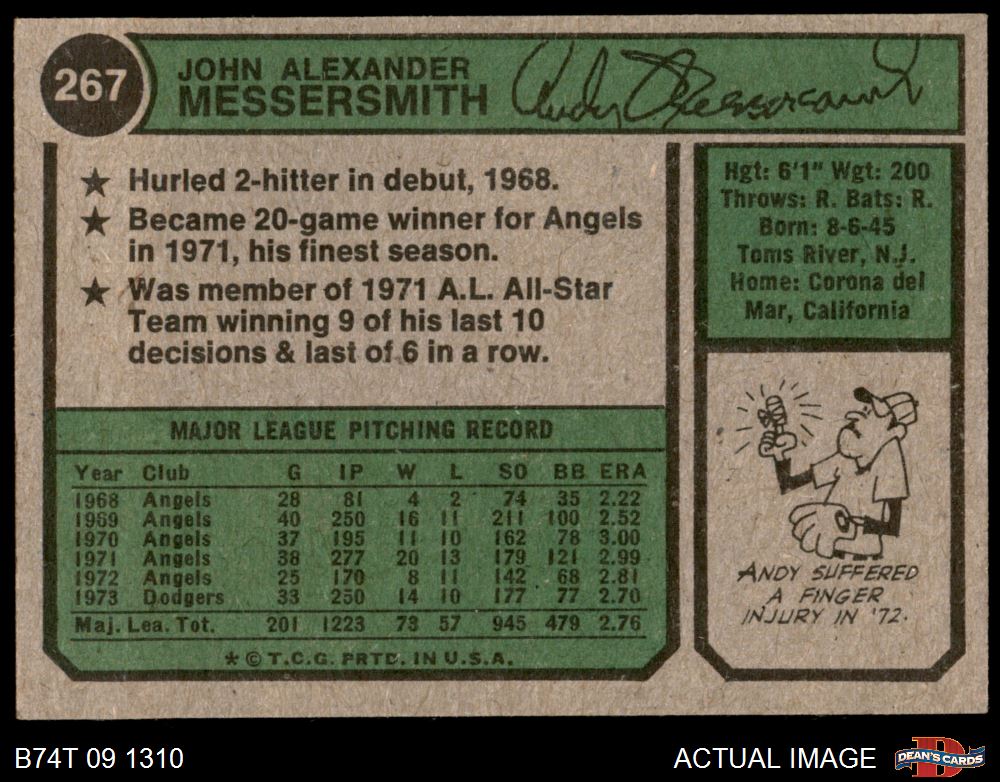 267
JOHN ALEXANDER
MESSERSMITH
Andy Messersmith
★ Hurled 2-hitter in debut, 1968.
★ Became 20-game winner for Angels
in 1971, his finest season.
★ Was member of 1971 A.L. All-Star
Team winning 9 of his last 10
decisions & last of 6 in a row.
Hgt: 6'1" Wgt: 200
Throws: R. Bats: R.
Born: 8-6-45
Toms River, N.J.
Home: Corona del
Mar, California
MAJOR LEAGUE PITCHING RECORD
Year Club G IP W L SO BB ERA
1968 Angels 28 81 4 2 74 35 2.22
1969 Angels 40 250 16 11 211 100 2.52
1970 Angels 37 195 11 10 162 78 3.00
1971 Angels 38 277 20 13 179 121 2.99
1972 Angels 25 170 8 11 142 68 2.81
1973 Dodgers 33 250 14 10 177 77 2.70
Maj. Lea. Tot. 201 1223 73 57 945 479 2.76
* © T.C.G. PRTD. IN U.S.A.
ANDY SUFFERED
A FINGER
INJURY IN '72.
B74T 09 1310
ACTUAL IMAGE
D
DEAN'S CARDS